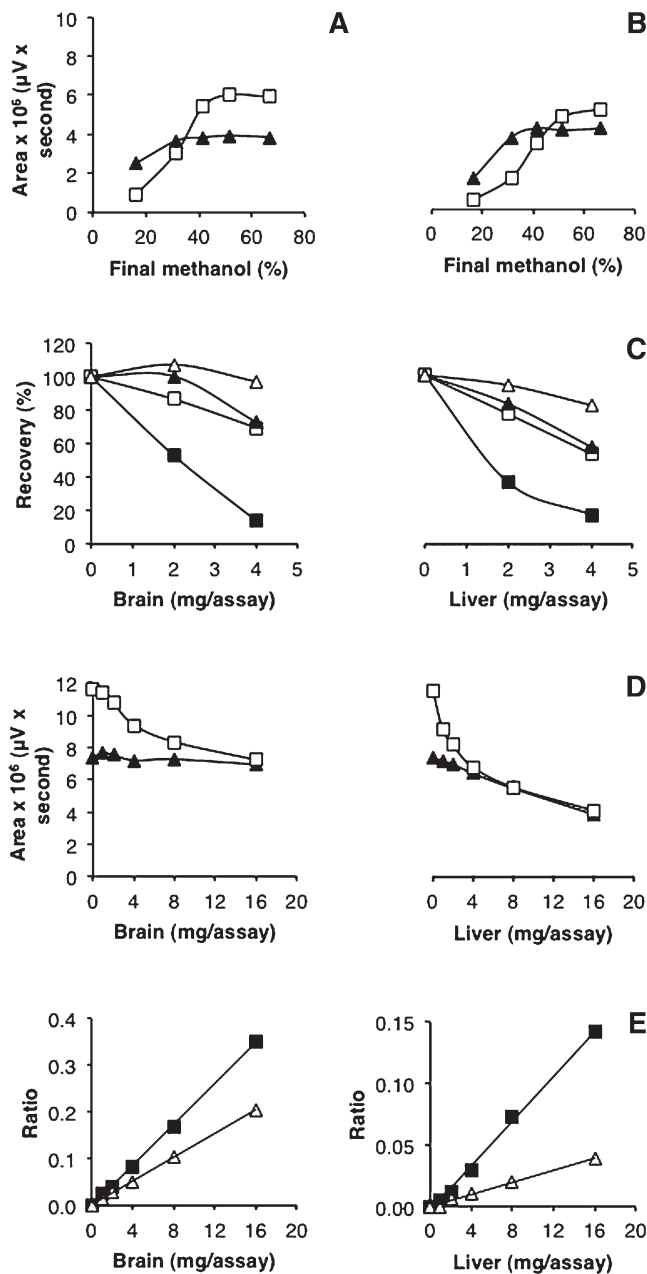 A
B
Area x 10⁶ (µV x
second)
10
8
6
4
2
0
0 20 40 60 80
Final methanol (%)
0 20 40 60 80
Final methanol (%)
C
Recovery (%)
120
100
80
60
40
20
0
0 1 2 3 4 5
Brain (mg/assay)
0 1 2 3 4 5
Liver (mg/assay)
D
Area x 10⁶ (µV x
second)
12
10
8
6
4
2
0
0 4 8 12 16 20
Brain (mg/assay)
0 4 8 12 16 20
Liver (mg/assay)
E
Ratio
0.4
0.3
0.2
0.1
0.0
0 4 8 12 16 20
Brain (mg/assay)
Ratio
0.15
0.10
0.05
0.00
0 4 8 12 16 20
Liver (mg/assay)